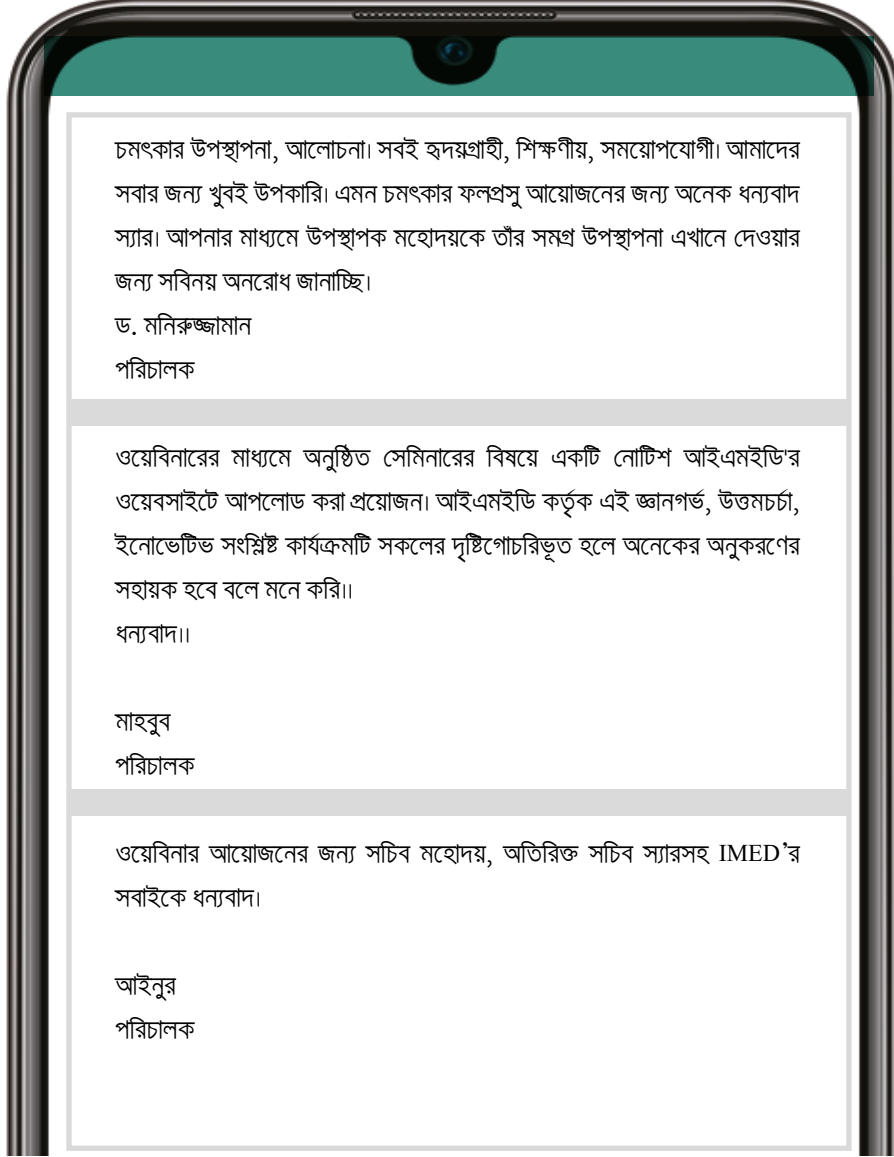 চমৎকার উপস্থাপনা, আলোচনা। সবই হৃদয়গ্রাহী, শিক্ষণীয়, সময়োপযোগী। আমাদের
সবার জন্য খুবই উপকারি। এমন চমৎকার ফলপ্রসু আয়োজনের জন্য অনেক ধন্যবাদ
স্যার। আপনার মাধ্যমে উপস্থাপক মহোদয়কে তাঁর সমগ্র উপস্থাপনা এখানে দেওয়ার
জন্য সবিনয় অনরোধ জানাচ্ছি।
ড. মনিরুজ্জামান
পরিচালক
ওয়েবিনারের মাধ্যমে অনুষ্ঠিত সেমিনারের বিষয়ে একটি নোটিশ আইএমইডি'র
ওয়েবসাইটে আপলোড করা প্রয়োজন। আইএমইডি কর্তৃক এই জ্ঞানগর্ভ, উত্তমচর্চা,
ইনোভেটিভ সংশ্লিষ্ট কার্যক্রমটি সকলের দৃষ্টিগোচরিভূত হলে অনেকের অনুকরণের
সহায়ক হবে বলে মনে করি।।
ধন্যবাদ।।
মাহবুব
পরিচালক
ওয়েবিনার আয়োজনের জন্য সচিব মহোদয়, অতিরিক্ত সচিব স্যারসহ IMED’র
সবাইকে ধন্যবাদ।
আইনুর
পরিচালক